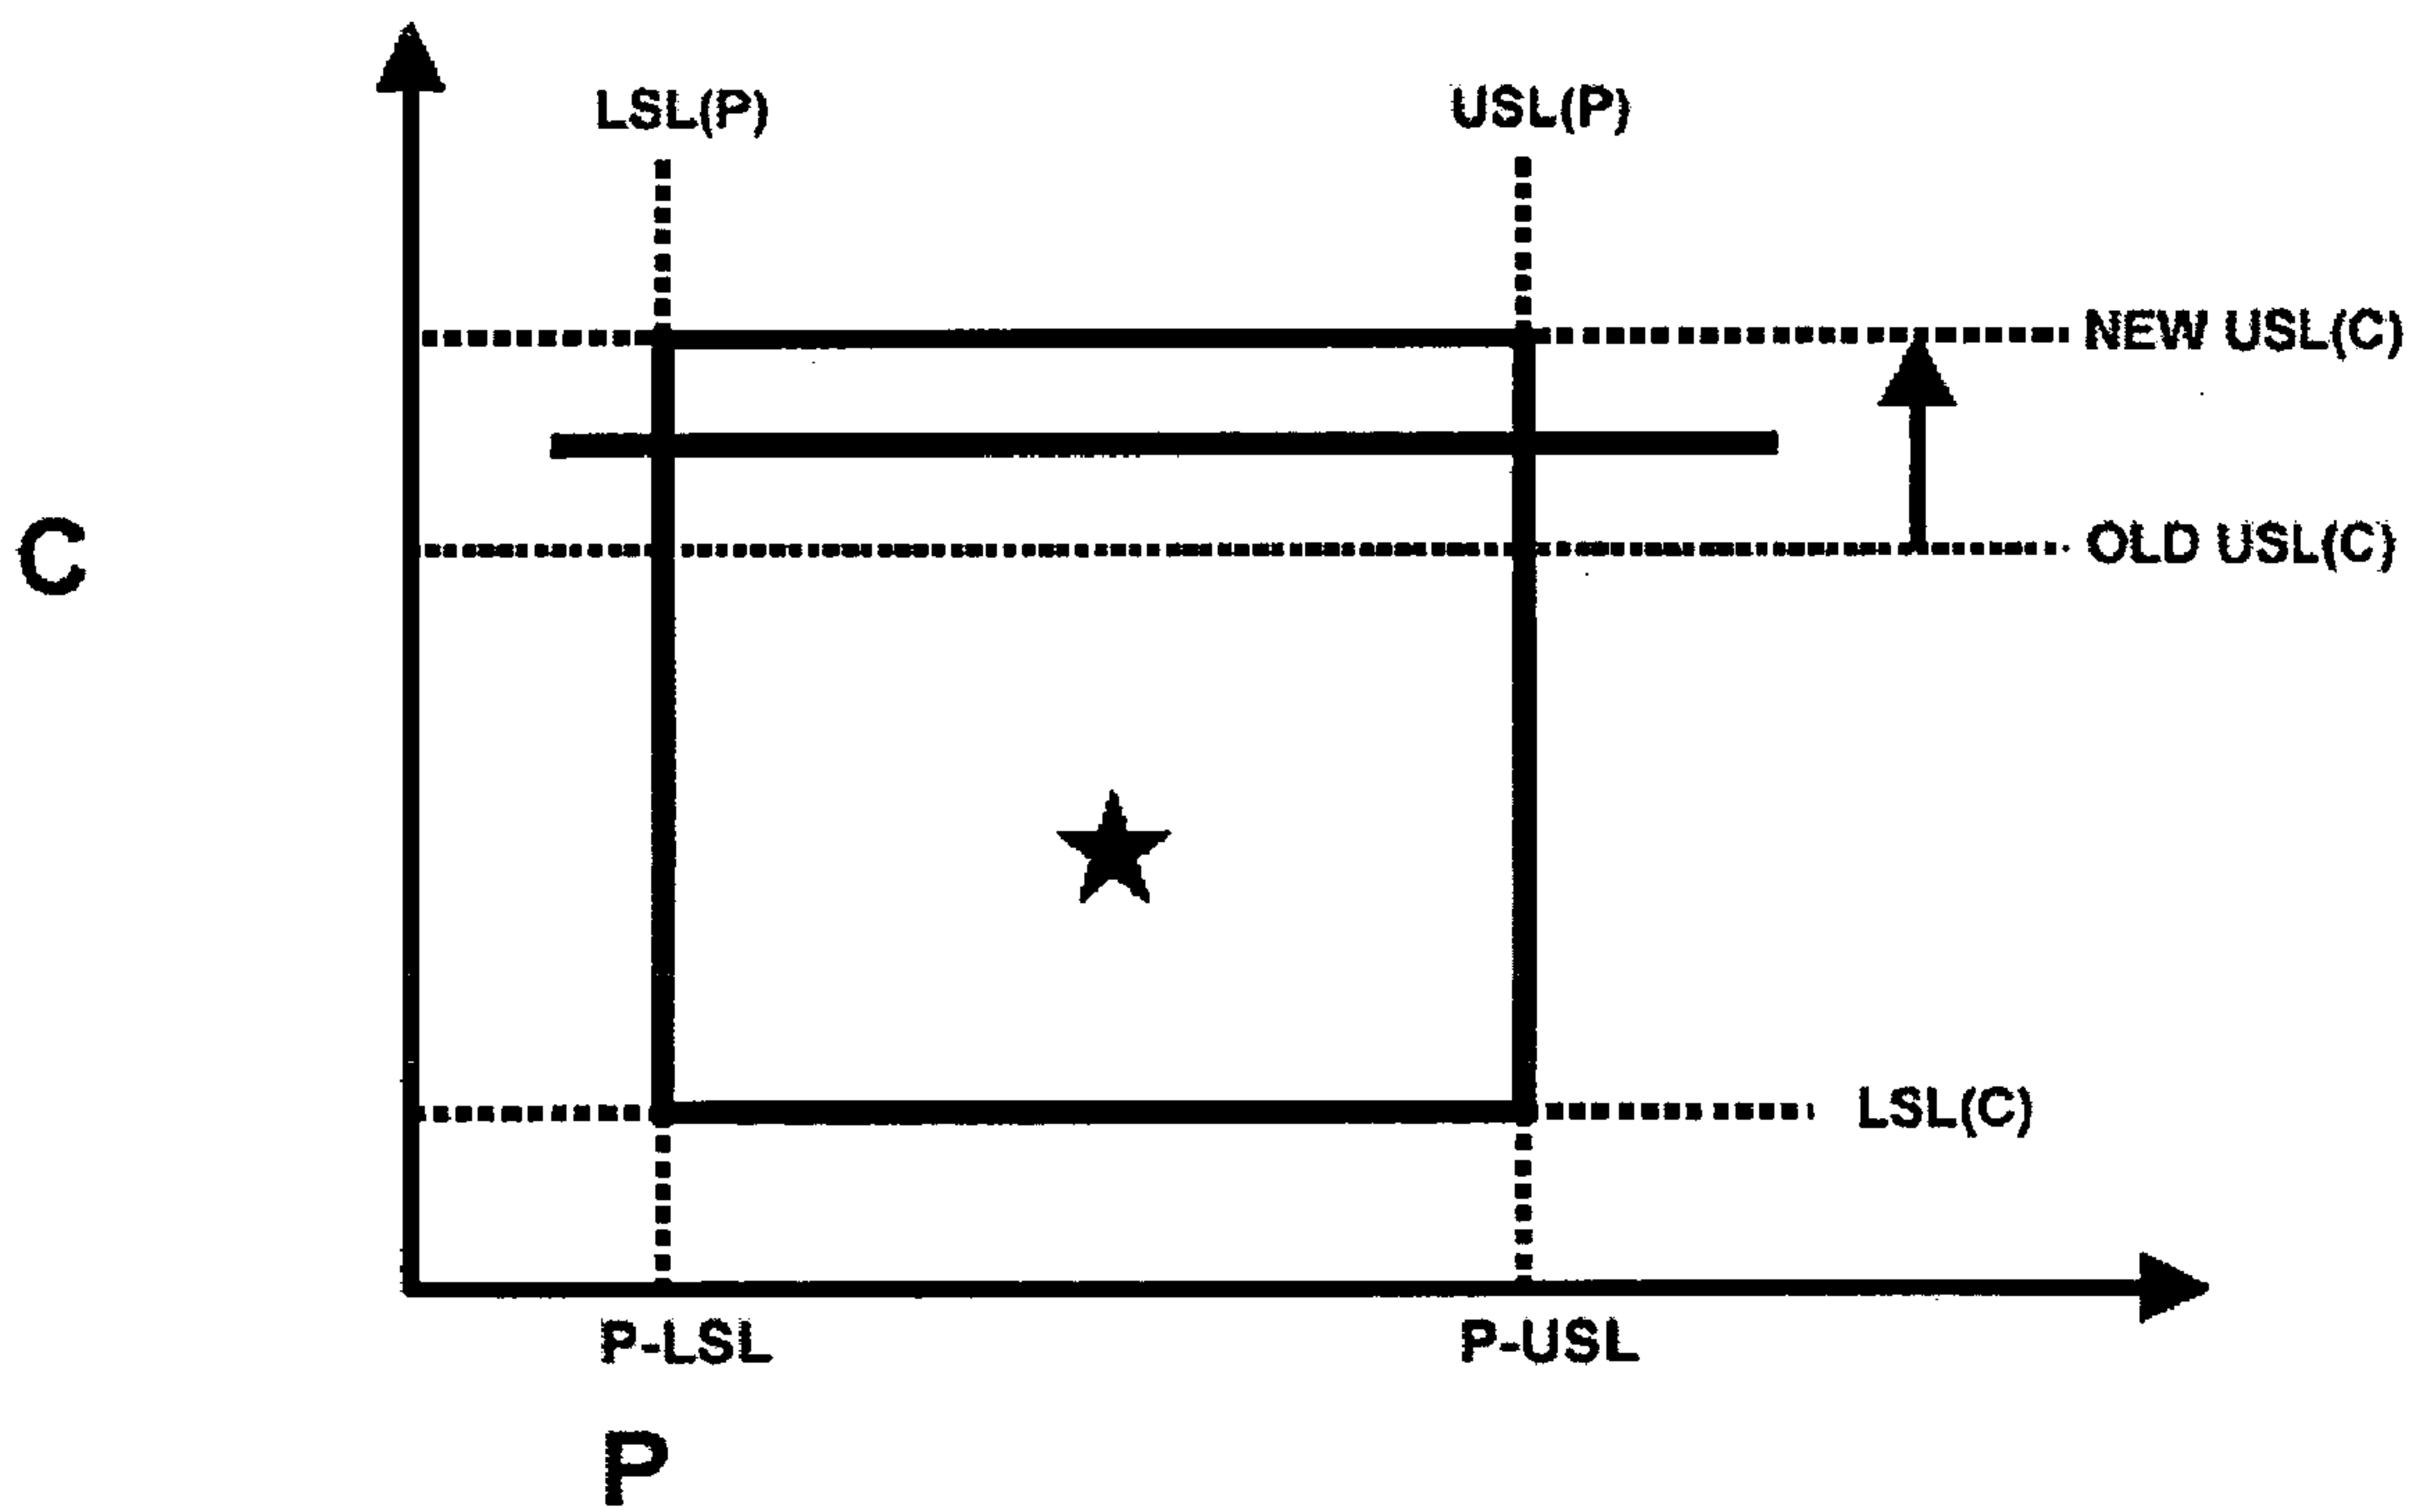 LSL(P)
USL(P)
NEW USL(C)
C
OLD USL(C)
LSL(C)
P-LSL
P-USL
P